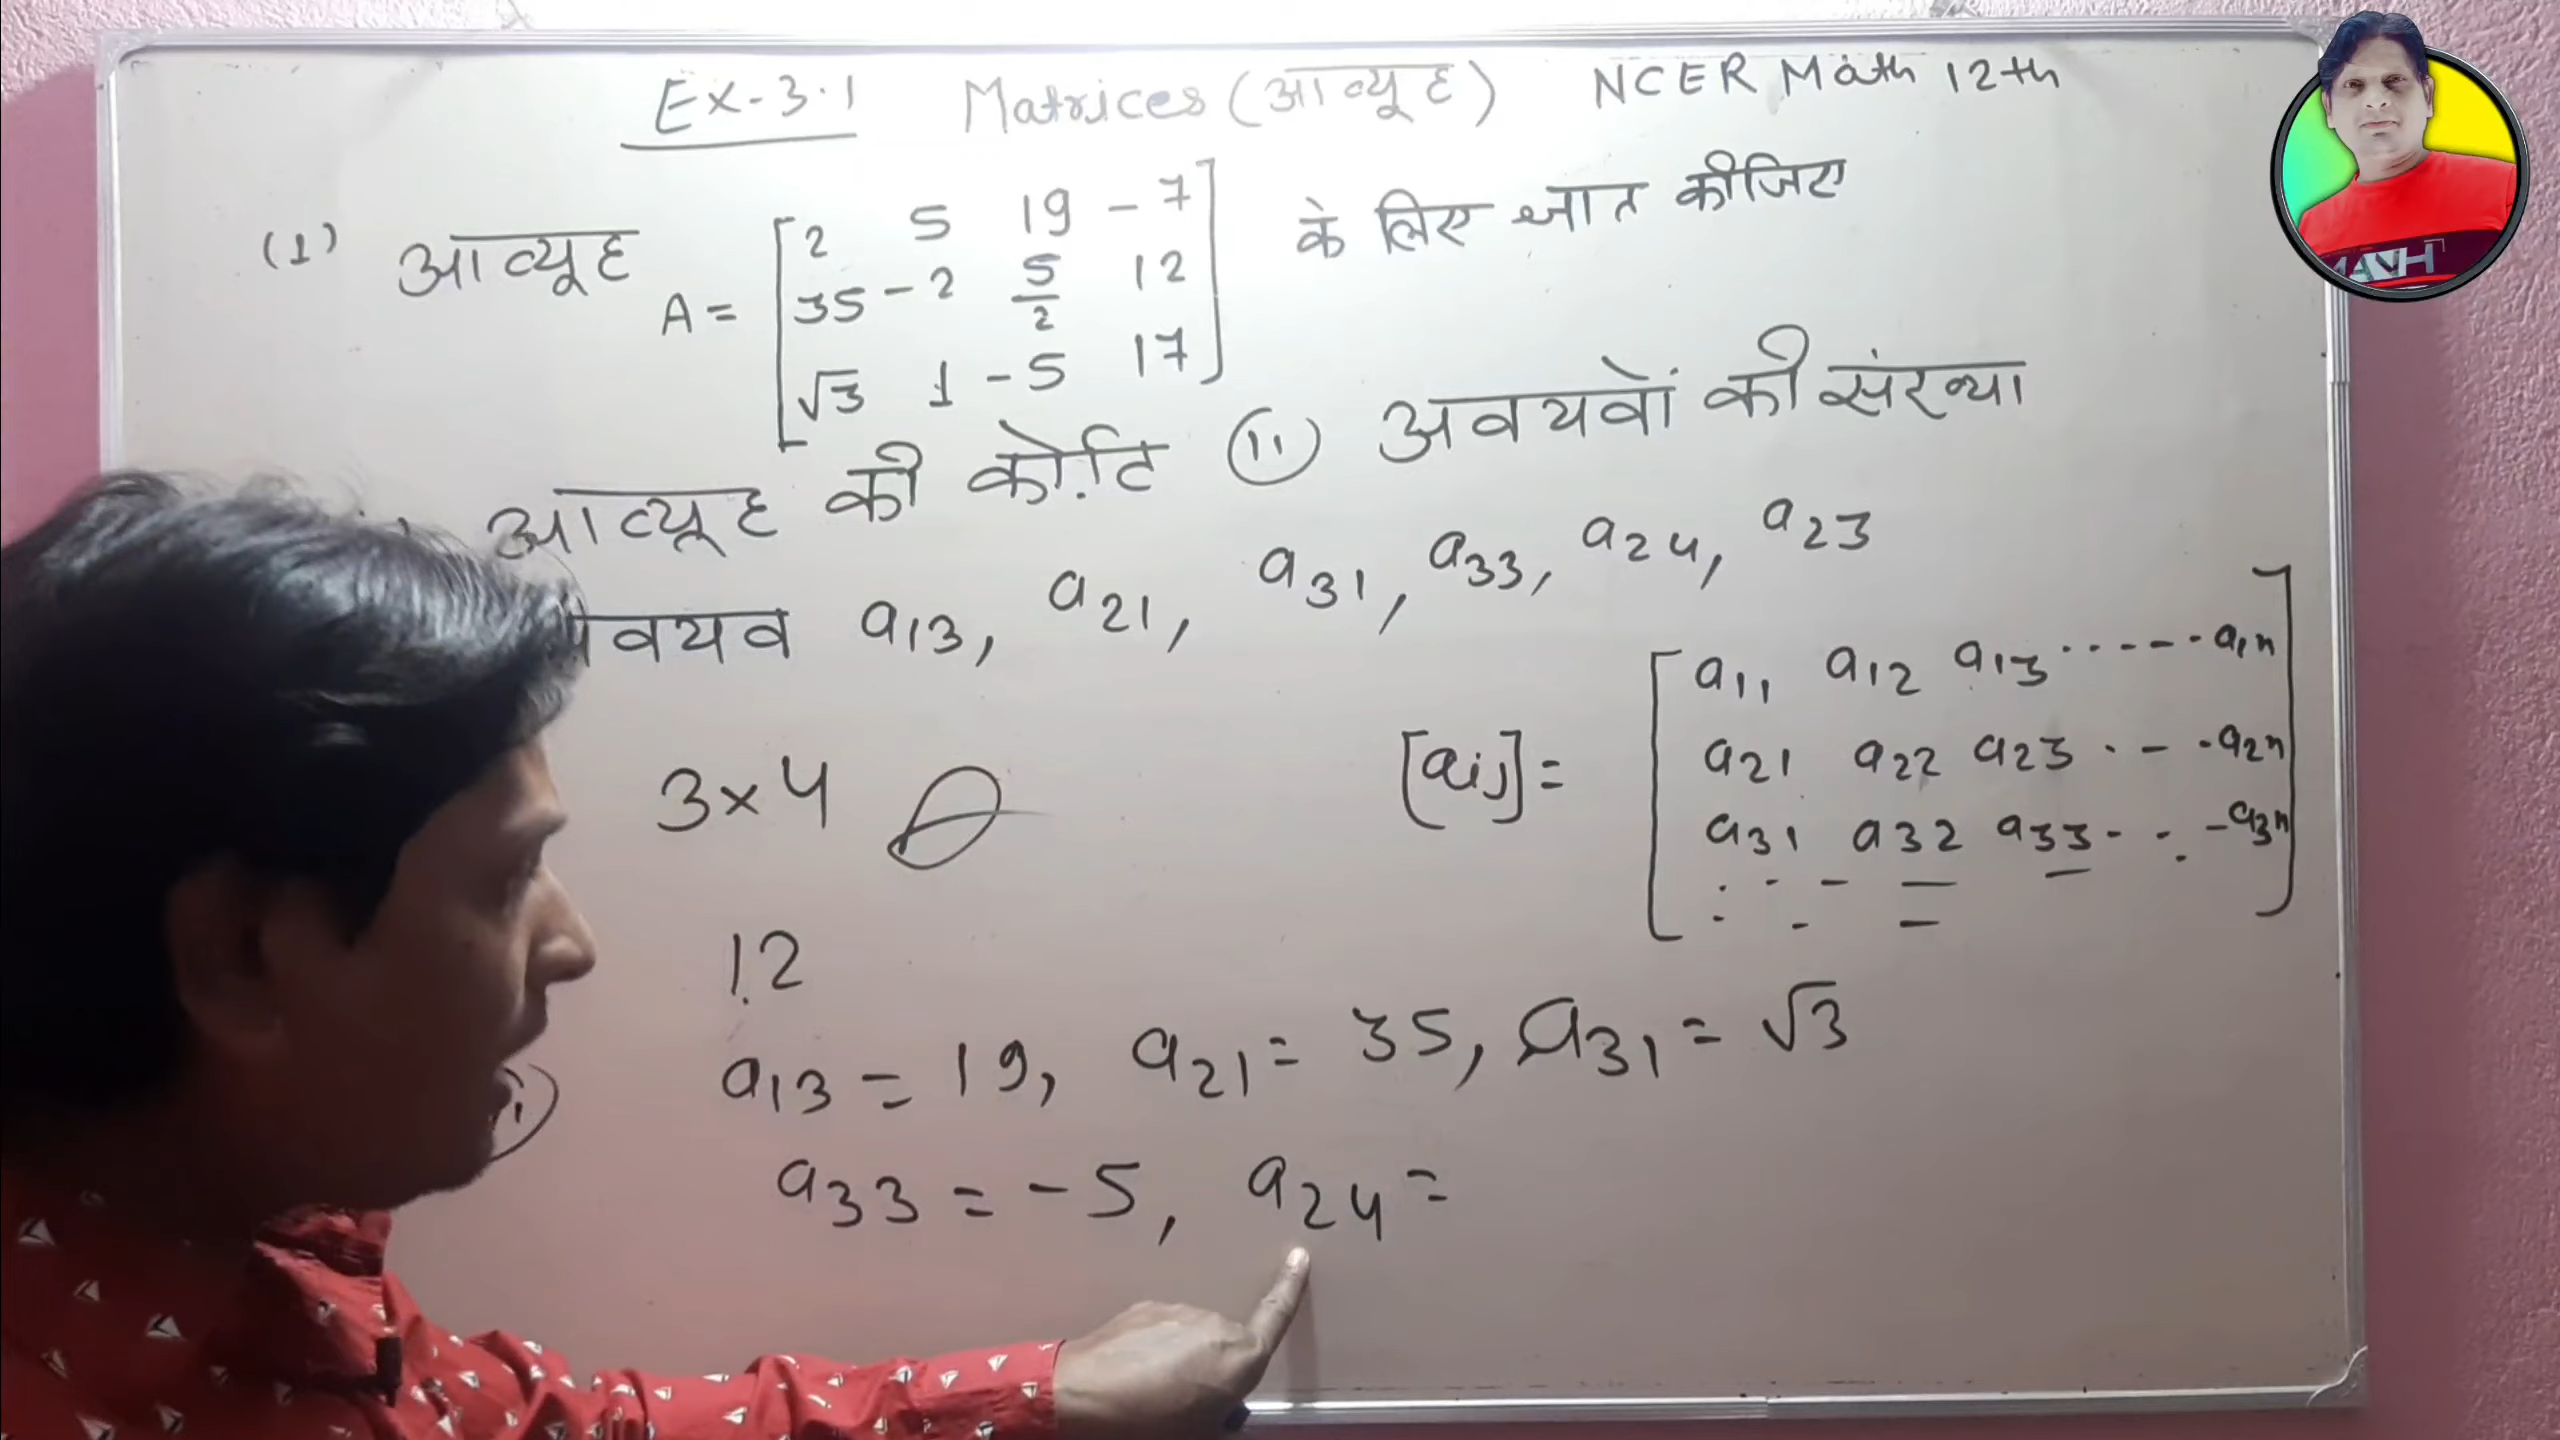 Ex-3.1 Matrices (आव्यूह) NCER Math 12th
(1) आव्यूह A = [2 5 19 -7 के लिए ज्ञात कीजिए
35 -2 5/2 12
√3 1 -5 17]
आव्यूह की कोटि (ii) अवयवों की संख्या
वयव a13, a21, a31, a33, a24, a23
3×4
[aij] = [a11 a12 a13 ------ a1n
a21 a22 a23 - - - a2n
a31 a32 a33 - - - a3n]
12
a13 = 19, a21 = 35, a31 = √3
a33 = -5, a24 =
MATH